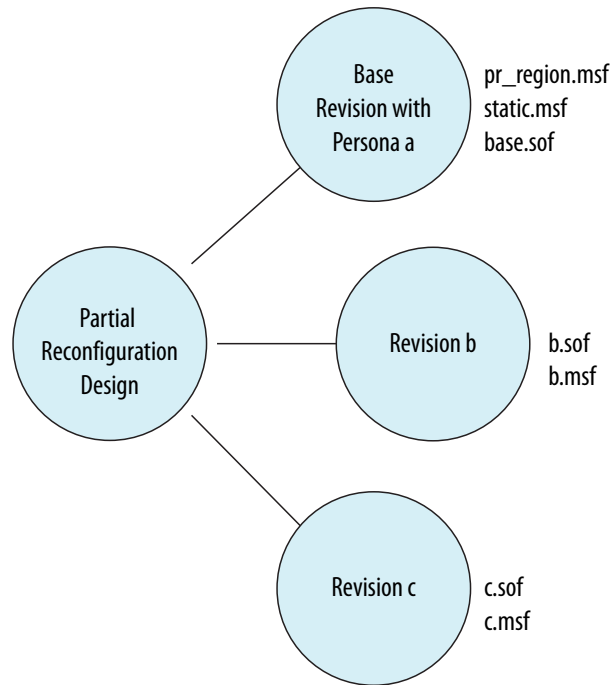 Base
Revision with
Persona a
pr_region.msf
static.msf
base.sof
Partial
Reconfiguration
Design
Revision b
b.sof
b.msf
Revision c
c.sof
c.msf